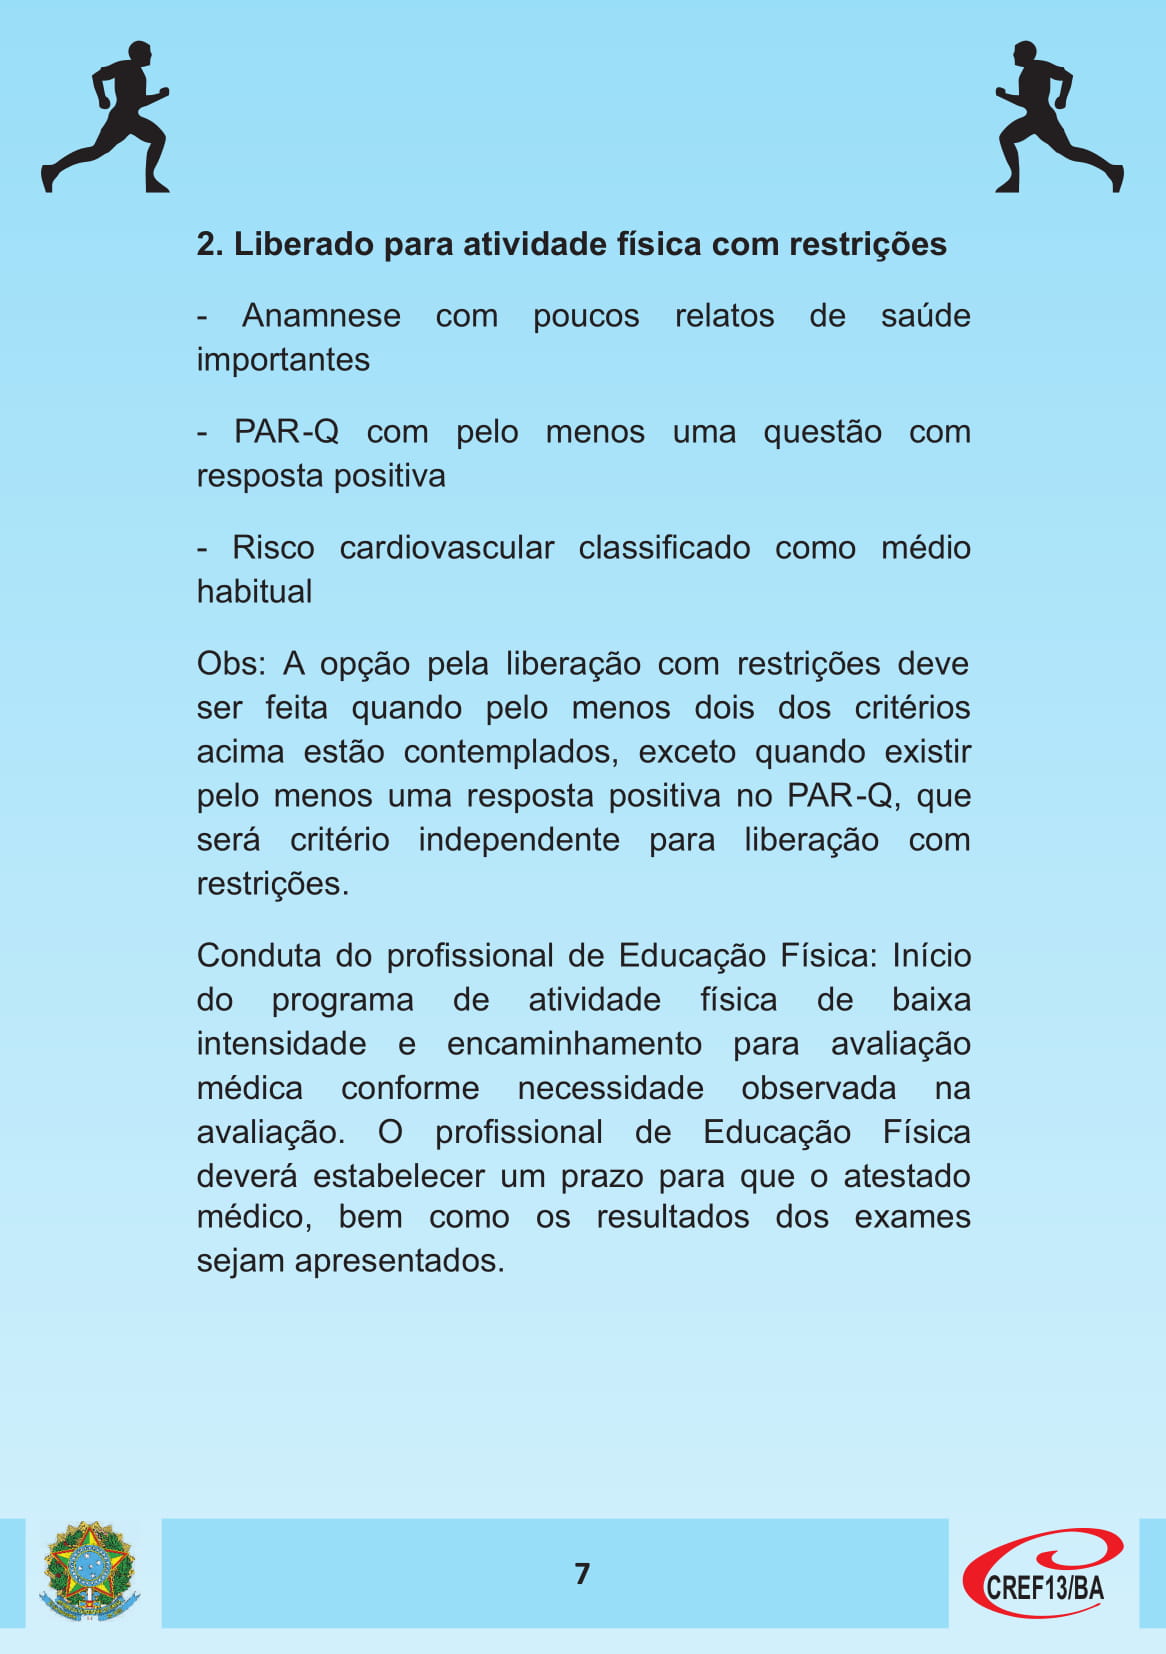 2. Liberado para atividade física com restrições
- Anamnese com poucos relatos de saúde
importantes
- PAR-Q com pelo menos uma questão com
resposta positiva
- Risco cardiovascular classificado como médio
habitual
Obs: A opção pela liberação com restrições deve
ser feita quando pelo menos dois dos critérios
acima estão contemplados, exceto quando existir
pelo menos uma resposta positiva no PAR-Q, que
será critério independente para liberação com
restrições.
Conduta do profissional de Educação Física: Início
do programa de atividade física de baixa
intensidade e encaminhamento para avaliação
médica conforme necessidade observada na
avaliação. O profissional de Educação Física
deverá estabelecer um prazo para que o atestado
médico, bem como os resultados dos exames
sejam apresentados.
7
CREF13/BA